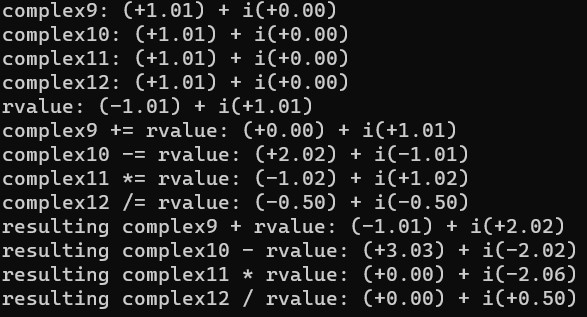 complex9: (+1.01) + i(+0.00)
complex10: (+1.01) + i(+0.00)
complex11: (+1.01) + i(+0.00)
complex12: (+1.01) + i(+0.00)
rvalue: (-1.01) + i(+1.01)
complex9 += rvalue: (+0.00) + i(+1.01)
complex10 -= rvalue: (+2.02) + i(-1.01)
complex11 *= rvalue: (-1.02) + i(+1.02)
complex12 /= rvalue: (-0.50) + i(-0.50)
resulting complex9 + rvalue: (-1.01) + i(+2.02)
resulting complex10 - rvalue: (+3.03) + i(-2.02)
resulting complex11 * rvalue: (+0.00) + i(-2.06)
resulting complex12 / rvalue: (+0.00) + i(+0.50)